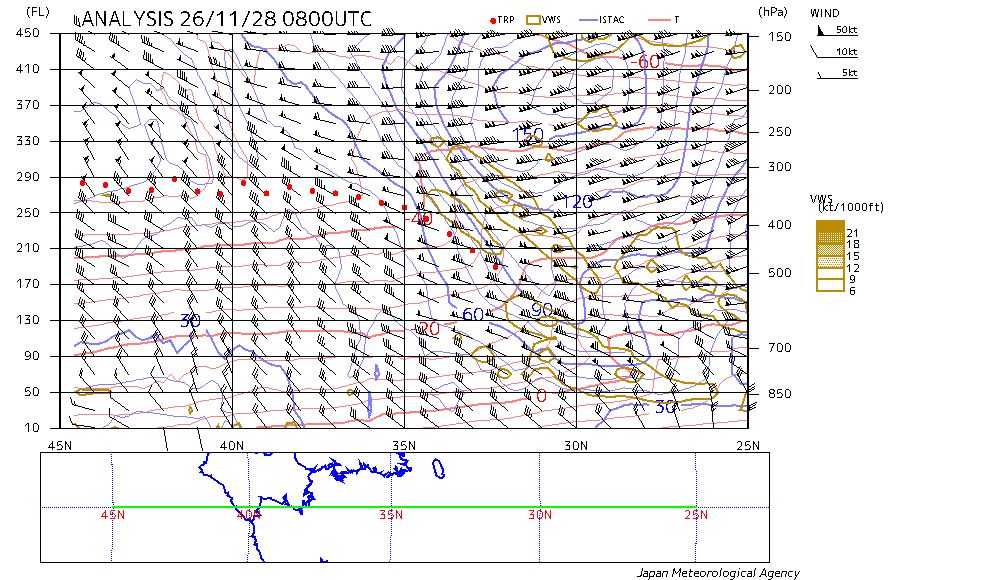 (FL) ANALYSIS 26/11/28 0800UTC TRP VWS ISTAC T (hPa) WIND
450 150 50kt
-60
410 10kt
5kt
370 200
150
330 250
290 300
120 VWS
250 (kt/1000ft)
-40 400
21
210 18
15
500 12
170 9
90 6
60
130 30
-20
90 700
50 0 850
30
10
45N 40N 35N 30N 25N
45N 40N 35N 30N 25N
Japan Meteorological Agency